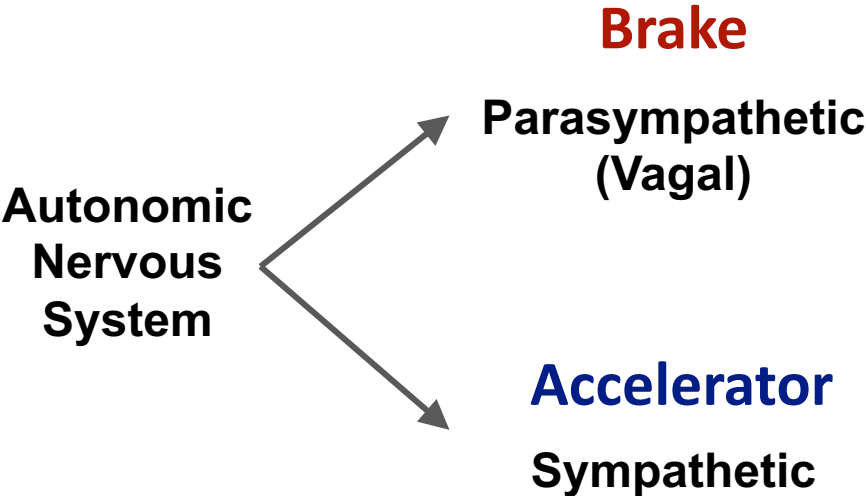 Brake
Parasympathetic
(Vagal)
Autonomic
Nervous
System
Accelerator
Sympathetic